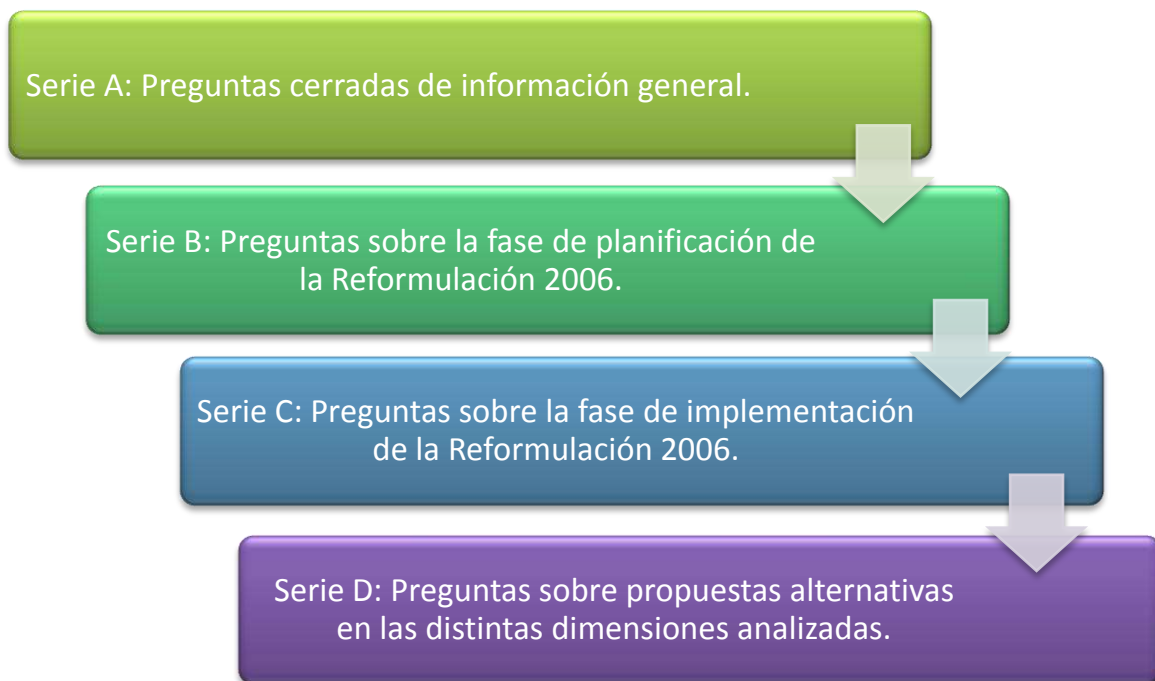 Serie A: Preguntas cerradas de información general.
Serie B: Preguntas sobre la fase de planificación de
la Reformulación 2006.
Serie C: Preguntas sobre la fase de implementación
de la Reformulación 2006.
Serie D: Preguntas sobre propuestas alternativas
en las distintas dimensiones analizadas.